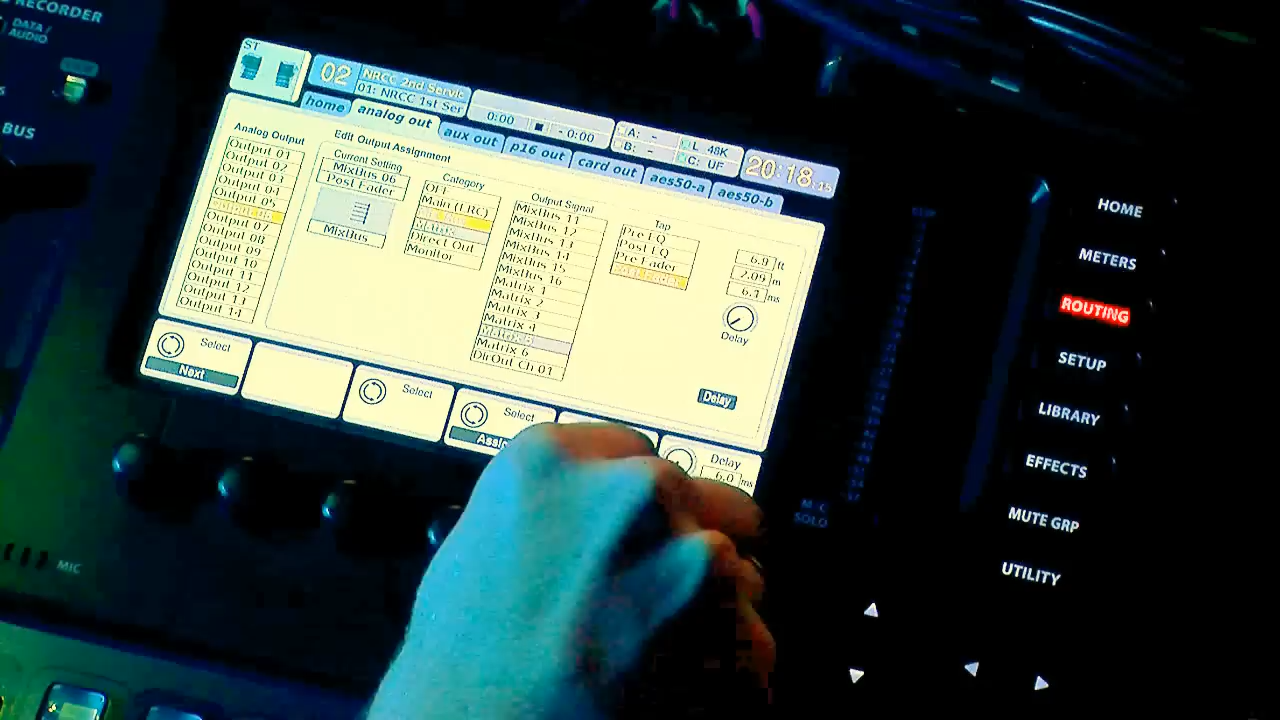 RECORDER
DATA /
AUDIO
BUS
ST
02
NRCC 2nd Servic
01: NRCC 1st Ser
0:00
- 0:00
A: -
B: -
L 48K
C: UF
20:18
home
analog out
aux out
p16 out
card out
aes50-a
aes50-b
Analog Output
Output 01
Output 02
Output 03
Output 04
Output 05
Output 07
Output 08
Output 09
Output 10
Output 11
Output 12
Output 13
Output 14
Edit Output Assignment
Current Setting
MixBus 06
Post Fader
MixBus
Category
OFF
Main (LRC)
Matrix
Direct Out
Monitor
Output Signal
MixBus 11
MixBus 12
MixBus 13
MixBus 14
MixBus 15
MixBus 16
Matrix 1
Matrix 2
Matrix 3
Matrix 4
Matrix 5
Matrix 6
DirOut Ch 01
Tap
Pre EQ
Post EQ
Pre Fader
ft
2.09 m
ms
Delay
Delay
Select
Next
Select
Select
Assig
Delay
ms
M/C
SOLO
MIC
HOME
METERS
ROUTING
SETUP
LIBRARY
EFFECTS
MUTE GRP
UTILITY